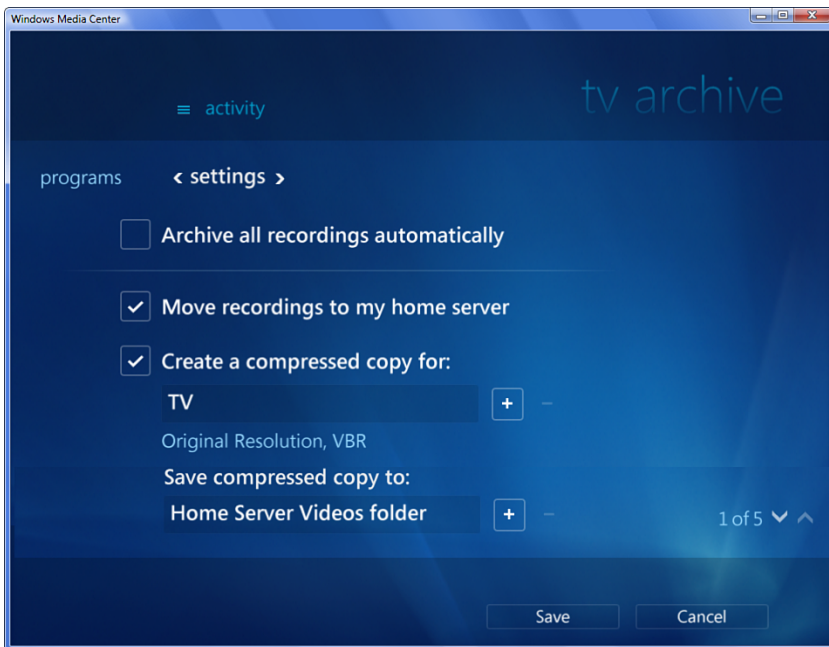 Windows Media Center
tv archive
activity
programs
settings
Archive all recordings automatically
Move recordings to my home server
Create a compressed copy for:
TV
Original Resolution, VBR
Save compressed copy to:
Home Server Videos folder
1 of 5
Save Cancel